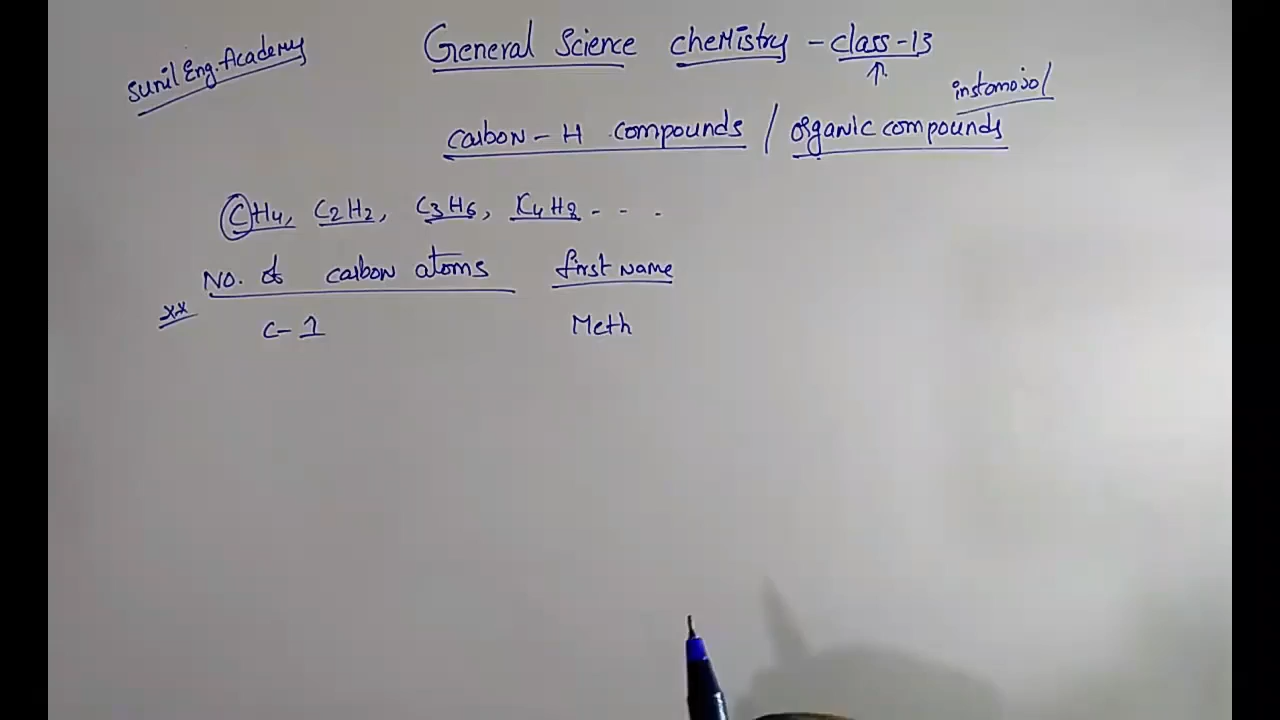 Sunil Eng. Academy
General Science chemistry - class - 13
instomojo/
carbon - H compounds / organic compounds
CH4, C2H2, C3H6, C4H8 - - .
No. of carbon atoms first name
xx
C- 1 Meth